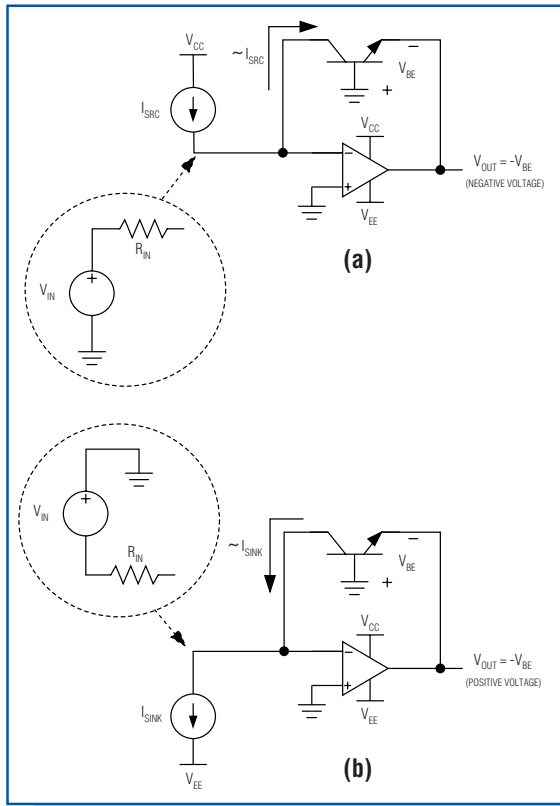 V_CC
~ I_SRC
V_BE
I_SRC
V_CC
V_OUT = -V_BE
(NEGATIVE VOLTAGE)
V_EE
(a)
R_IN
V_IN
V_IN
R_IN
~ I_SINK
V_BE
V_CC
V_OUT = -V_BE
(POSITIVE VOLTAGE)
I_SINK
V_EE
V_EE
(b)